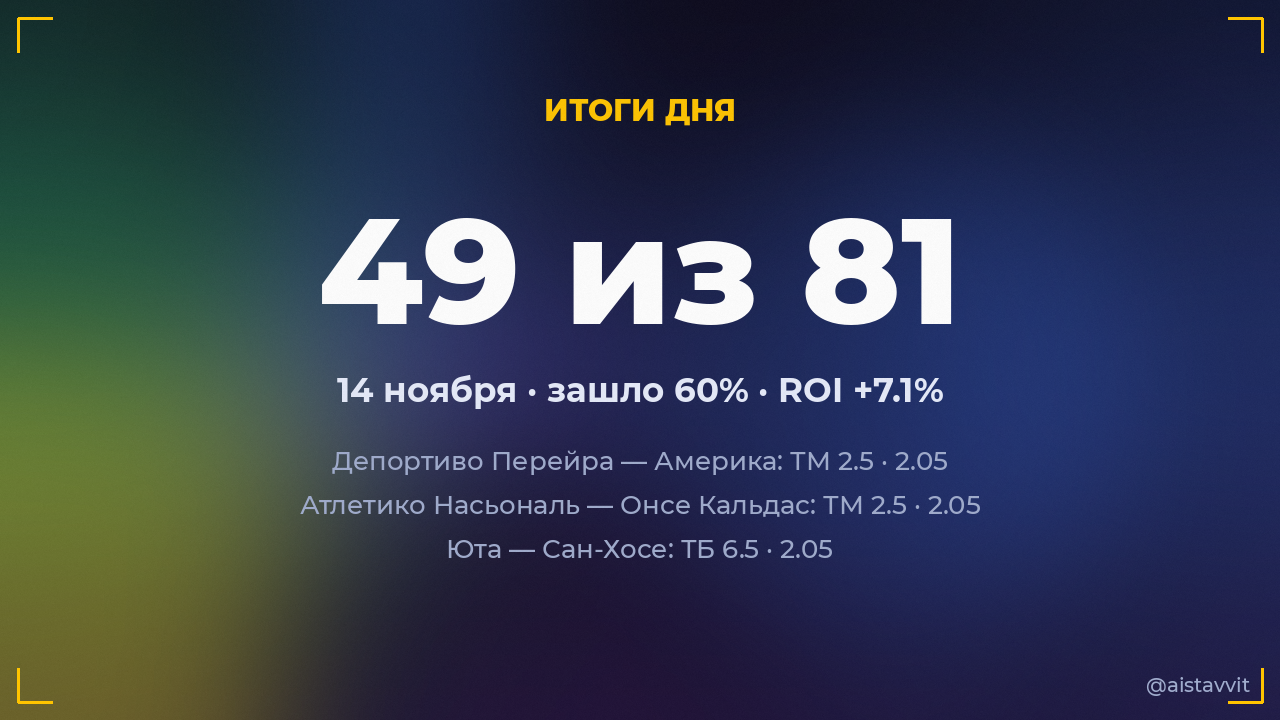 ИТОГИ ДНЯ
49 из 81
14 ноября · зашло 60% · ROI +7.1%
Депортиво Перейра — Америка: ТМ 2.5 · 2.05
Атлетико Насьональ — Онсе Кальдас: ТМ 2.5 · 2.05
Юта — Сан-Хосе: ТБ 6.5 · 2.05
@aistavvit